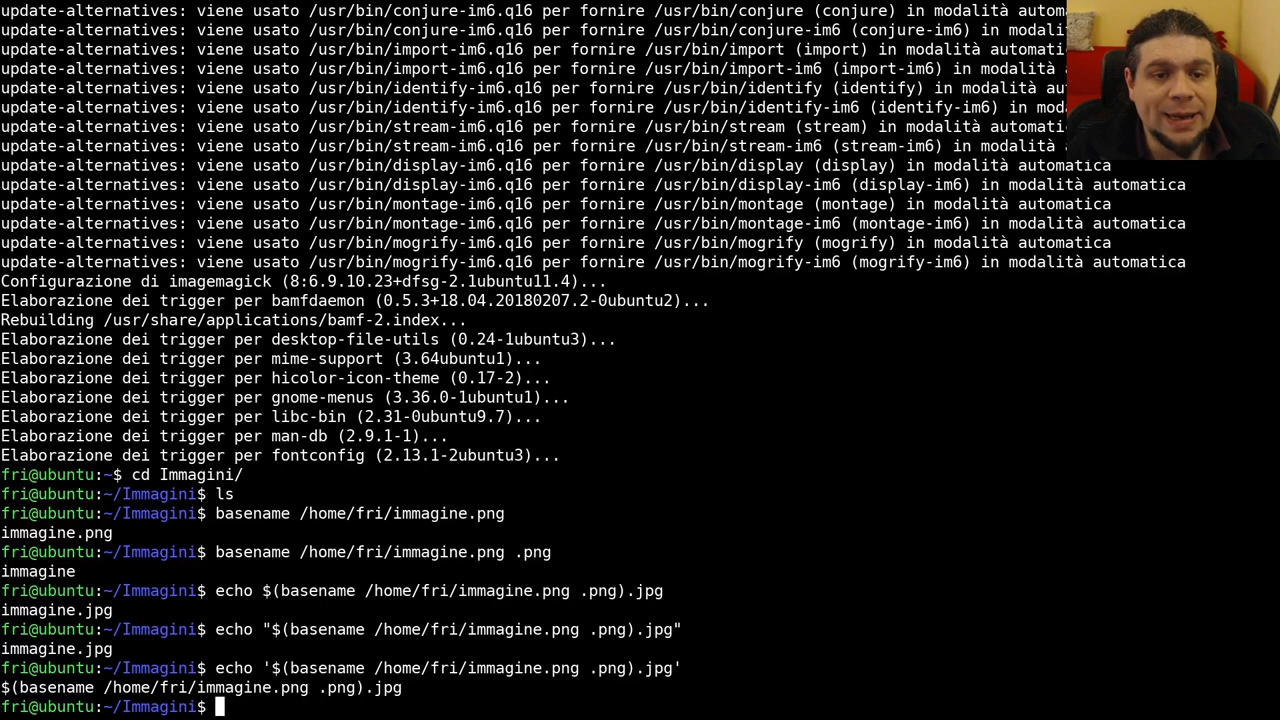 update-alternatives: viene usato /usr/bin/conjure-im6.q16 per fornire /usr/bin/conjure (conjure) in modalità
update-alternatives: viene usato /usr/bin/conjure-im6.q16 per fornire /usr/bin/conjure-im6 (conjure-im6) in modalità
update-alternatives: viene usato /usr/bin/import-im6.q16 per fornire /usr/bin/import (import) in modalità
update-alternatives: viene usato /usr/bin/import-im6.q16 per fornire /usr/bin/import-im6 (import-im6) in modalità
update-alternatives: viene usato /usr/bin/identify-im6.q16 per fornire /usr/bin/identify (identify) in modalità
update-alternatives: viene usato /usr/bin/identify-im6.q16 per fornire /usr/bin/identify-im6 (identify-im6) in
update-alternatives: viene usato /usr/bin/stream-im6.q16 per fornire /usr/bin/stream (stream) in modalità
update-alternatives: viene usato /usr/bin/stream-im6.q16 per fornire /usr/bin/stream-im6 (stream-im6) in modalità
update-alternatives: viene usato /usr/bin/display-im6.q16 per fornire /usr/bin/display (display) in modalità automatica
update-alternatives: viene usato /usr/bin/display-im6.q16 per fornire /usr/bin/display-im6 (display-im6) in modalità automatica
update-alternatives: viene usato /usr/bin/montage-im6.q16 per fornire /usr/bin/montage (montage) in modalità automatica
update-alternatives: viene usato /usr/bin/montage-im6.q16 per fornire /usr/bin/montage-im6 (montage-im6) in modalità automatica
update-alternatives: viene usato /usr/bin/mogrify-im6.q16 per fornire /usr/bin/mogrify (mogrify) in modalità automatica
update-alternatives: viene usato /usr/bin/mogrify-im6.q16 per fornire /usr/bin/mogrify-im6 (mogrify-im6) in modalità automatica
Configurazione di imagemagick (8:6.9.10.23+dfsg-2.1ubuntu11.4)...
Elaborazione dei trigger per bamfdaemon (0.5.3+18.04.20180207.2-0ubuntu2)...
Rebuilding /usr/share/applications/bamf-2.index...
Elaborazione dei trigger per desktop-file-utils (0.24-1ubuntu3)...
Elaborazione dei trigger per mime-support (3.64ubuntu1)...
Elaborazione dei trigger per hicolor-icon-theme (0.17-2)...
Elaborazione dei trigger per gnome-menus (3.36.0-1ubuntu1)...
Elaborazione dei trigger per libc-bin (2.31-0ubuntu9.7)...
Elaborazione dei trigger per man-db (2.9.1-1)...
Elaborazione dei trigger per fontconfig (2.13.1-2ubuntu3)...
fri@ubuntu:~$ cd Immagini/
fri@ubuntu:~/Immagini$ ls
fri@ubuntu:~/Immagini$ basename /home/fri/immagine.png
immagine.png
fri@ubuntu:~/Immagini$ basename /home/fri/immagine.png .png
immagine
fri@ubuntu:~/Immagini$ echo $(basename /home/fri/immagine.png .png).jpg
immagine.jpg
fri@ubuntu:~/Immagini$ echo "$(basename /home/fri/immagine.png .png).jpg"
immagine.jpg
fri@ubuntu:~/Immagini$ echo '$(basename /home/fri/immagine.png .png).jpg'
$(basename /home/fri/immagine.png .png).jpg
fri@ubuntu:~/Immagini$